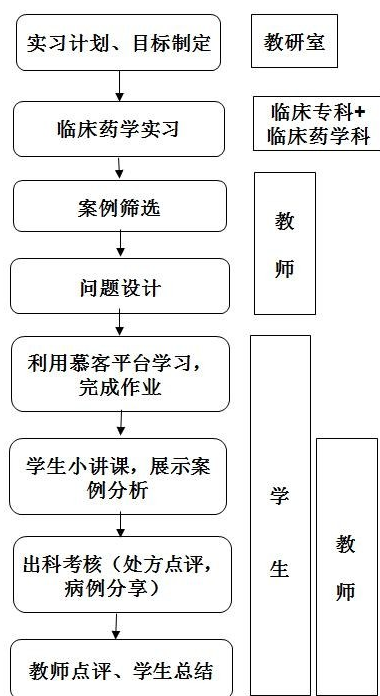 实习计划、目标制定
教研室
临床药学实习
临床专科+
临床药学科
案例筛选
教
师
问题设计
利用慕客平台学习，
完成作业
学生小讲课，展示案
例分析
学
生
教
师
出科考核（处方点评，
病例分享）
教师点评、学生总结